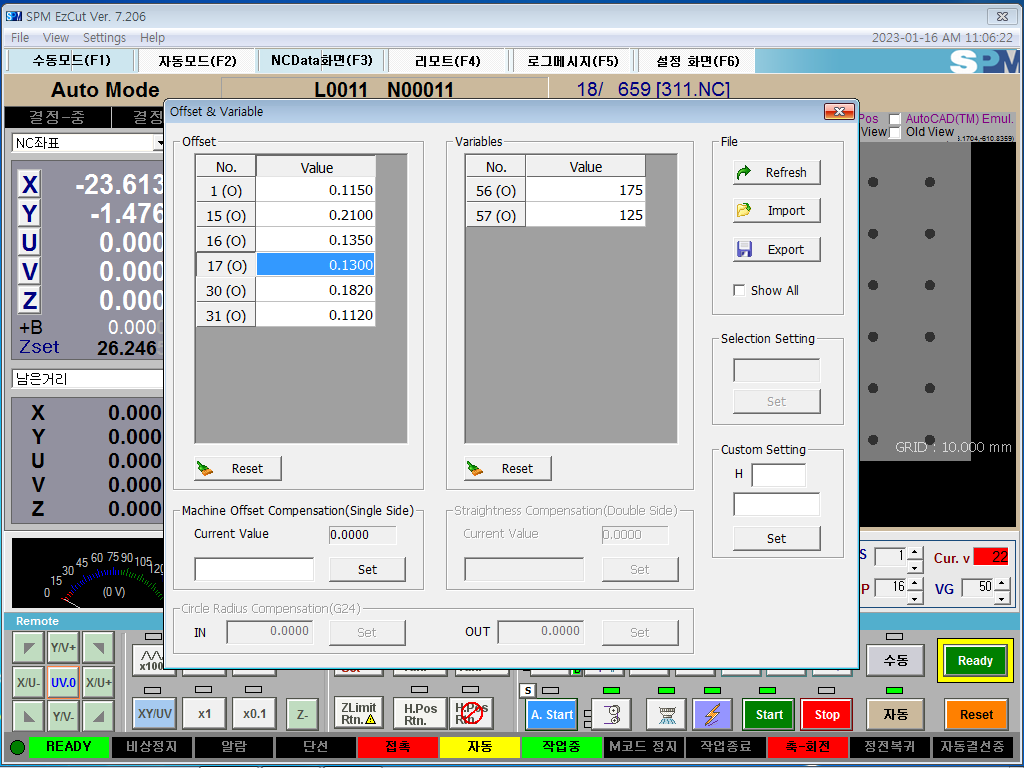 SPM EzCut Ver. 7.206
File View Settings Help
2023-01-16 AM 11:06:22
수동모드(F1) 자동모드(F2) NCData화면(F3) 리모트(F4) 로그메시지(F5) 설정 화면(F6)
SPM
Auto Mode L0011 N00011 18/ 659 [311.NC]
결정-중 결정
NC좌표
X -23.613
Y -1.476
U 0.000
V 0.000
Z 0.000
+B 0.000
Zset 26.246
남은거리
X 0.000
Y 0.000
U 0.000
V 0.000
Z 0.000
0 15 30 45 60 75 90 105 120
(0 V)
Offset & Variable
Offset
No. Value
1 (O) 0.1150
15 (O) 0.2100
16 (O) 0.1350
17 (O) 0.1300
30 (O) 0.1820
31 (O) 0.1120
Reset
Variables
No. Value
56 (O) 175
57 (O) 125
Reset
File
Refresh
Import
Export
Show All
Selection Setting
Set
Custom Setting
H
Set
Machine Offset Compensation(Single Side)
Current Value 0.0000
Set
Straightness Compensation(Double Side)
Current Value 0.0000
Set
Circle Radius Compensation(G24)
IN 0.0000 Set OUT 0.0000 Set
Pos AutoCAD(TM) Emul.
View Old View
.1704,-610.8359)
GRID : 10.000 mm
S 1 Cur. v 22
P 16 VG 50
Remote
Y/V+
X/U- UV.0 X/U+
Y/V-
x100
XY/UV x1 x0.1 Z-
ZLimit Rtn. H.Pos Rtn.
S
A. Start
Start Stop
수동 Ready
자동 Reset
READY 비상정지 알람 단선 접촉 자동 작업중 M코드 정지 작업종료 축-회전 정전복귀 자동결선중